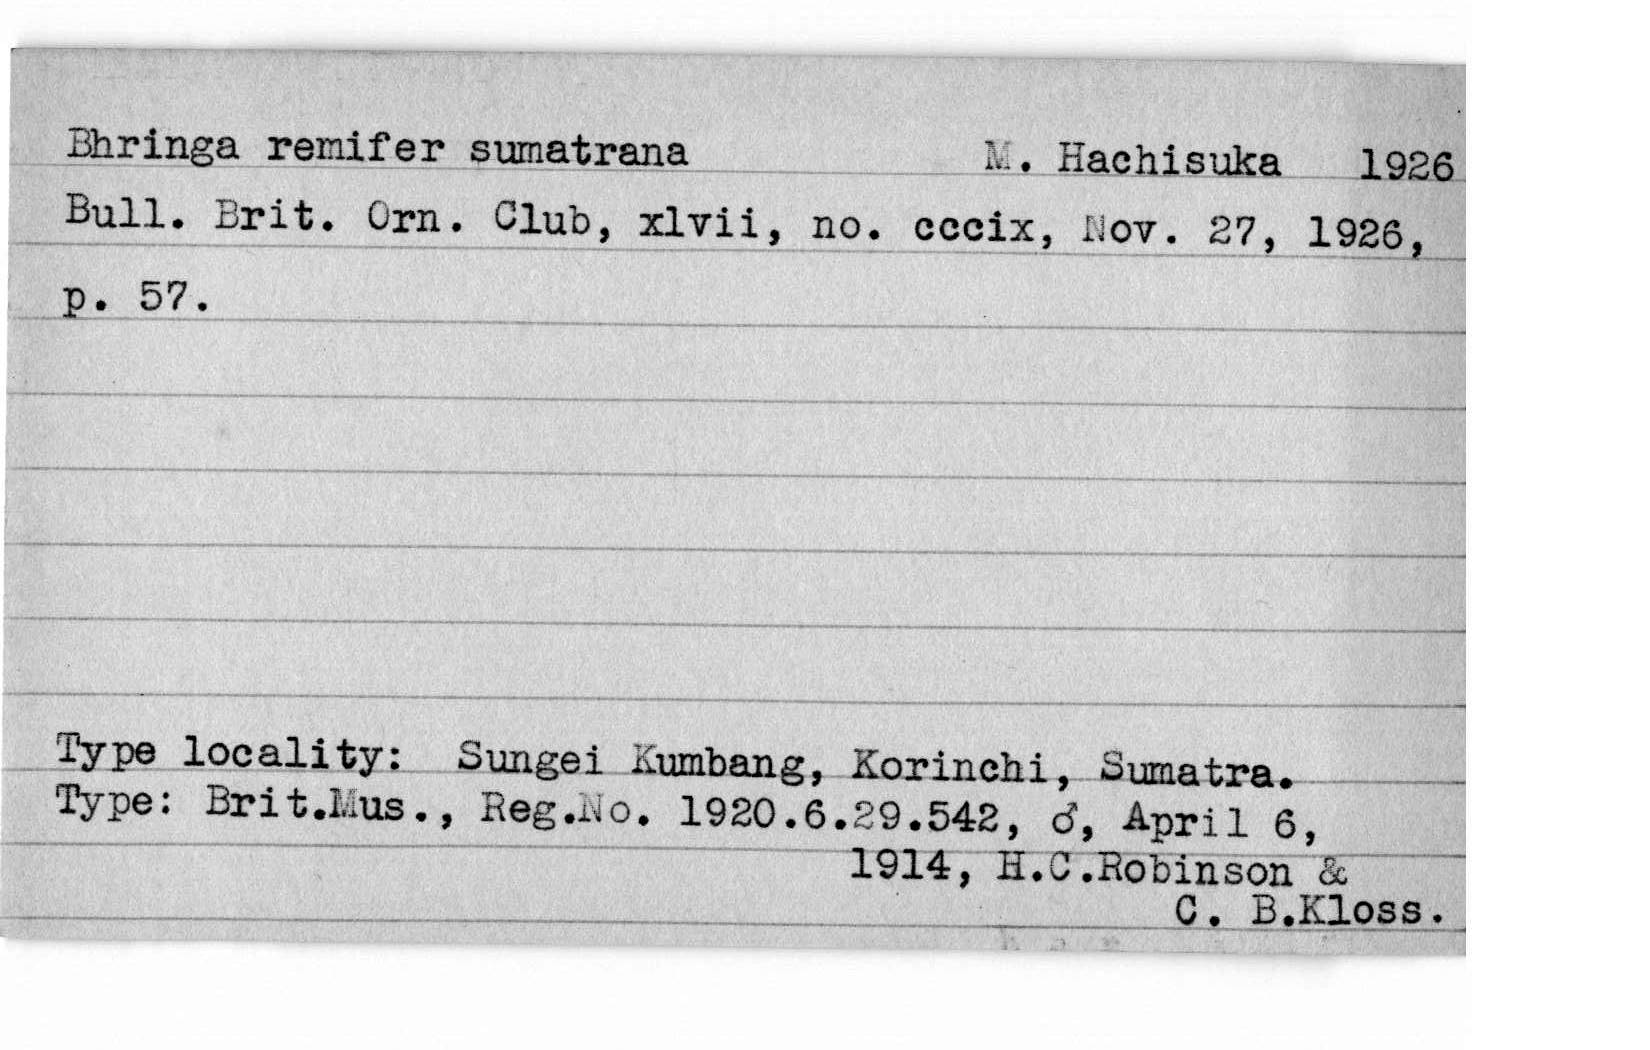 Bhringa remifer sumatrana M. Hachisuka 1926
Bull. Brit. Orn. Club, xlvii, no. cccix, Nov. 27, 1926,
p. 57.
Type locality: Sungei Kumbang, Korinchi, Sumatra.
Type: Brit.Mus., Reg.No. 1920.6.29.542, ♂, April 6,
1914, H.C.Robinson &
C. B.Kloss.